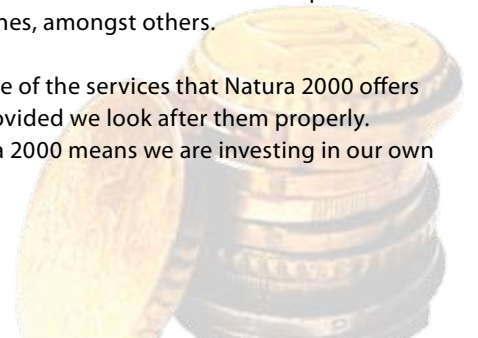 nes, amongst others.
e of the services that Natura 2000 offers
ovided we look after them properly.
a 2000 means we are investing in our own